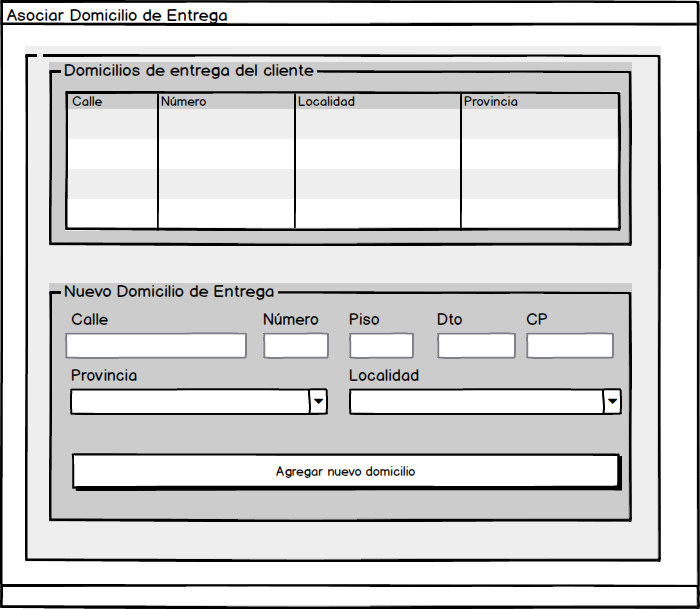 Asociar Domicilio de Entrega
Domicilios de entrega del cliente
Calle Número Localidad Provincia
Nuevo Domicilio de Entrega
Calle Número Piso Dto CP
Provincia Localidad
Agregar nuevo domicilio